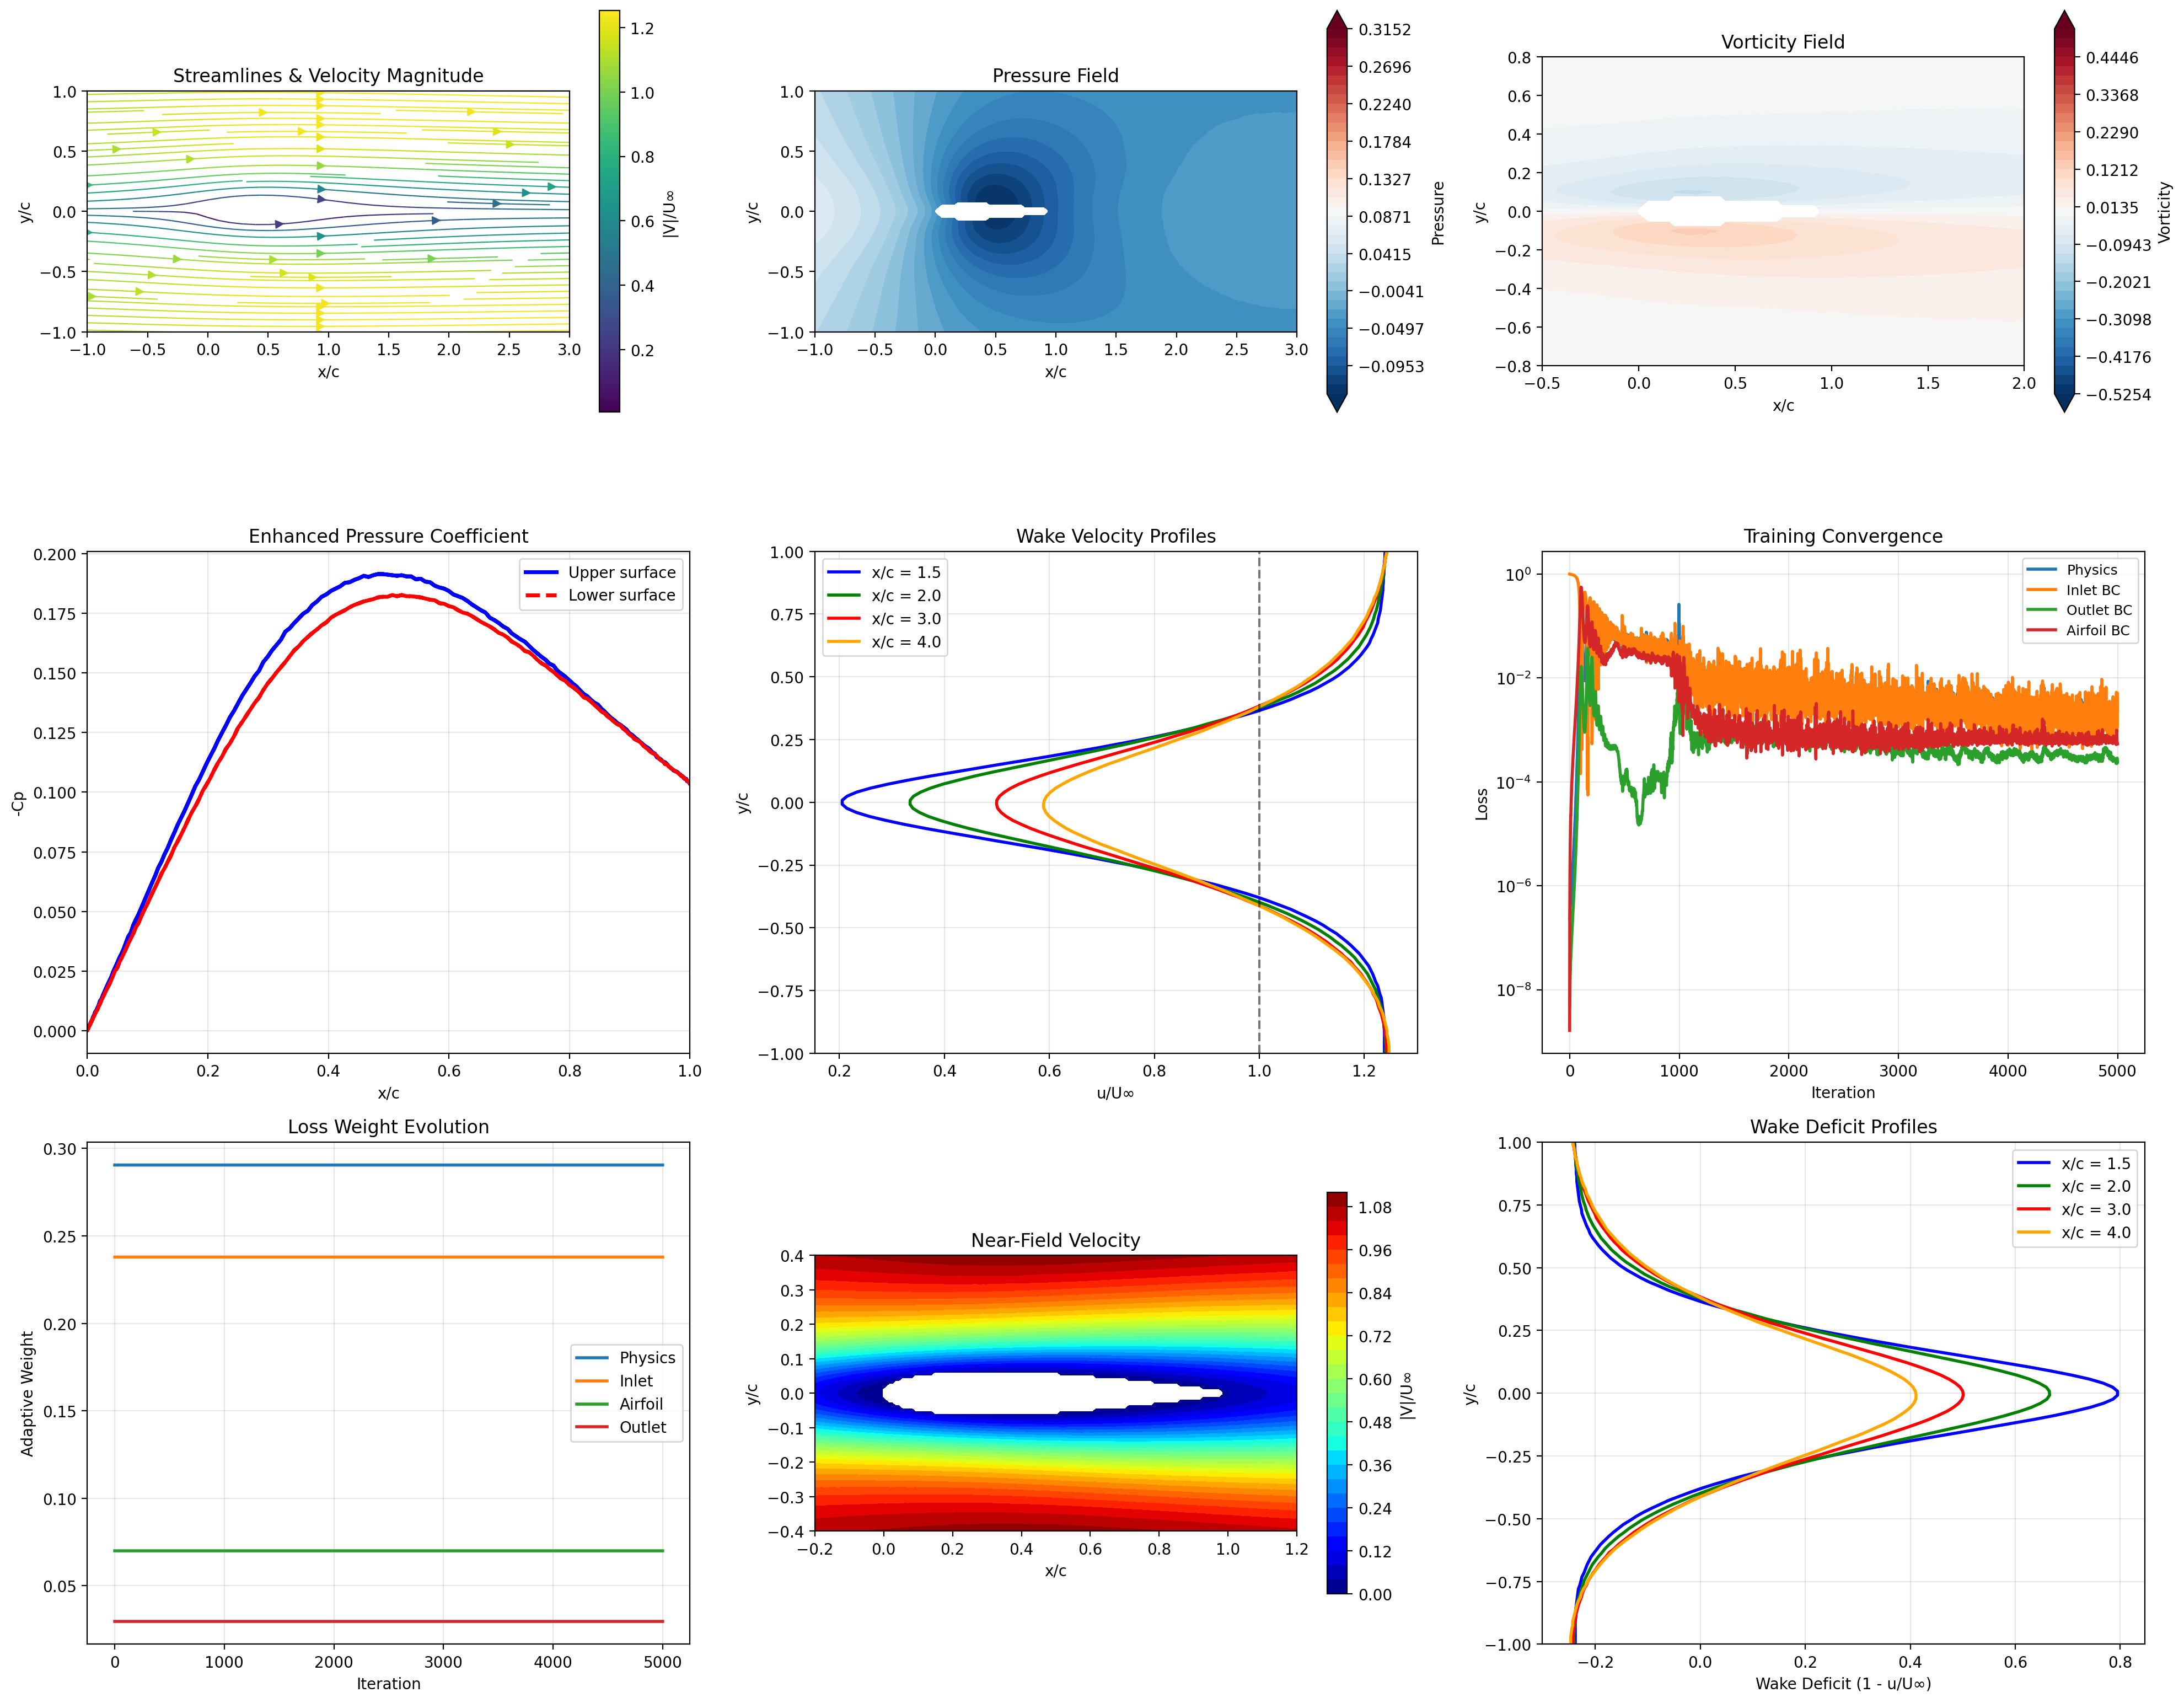 Streamlines & Velocity Magnitude
1.0
0.5
0.0
−0.5
−1.0
y/c
−1.0 −0.5 0.0 0.5 1.0 1.5 2.0 2.5 3.0
x/c
1.2
1.0
0.8
0.6
0.4
0.2
|V|/U∞
Pressure Field
1.0
0.5
0.0
−0.5
−1.0
y/c
−1.0 −0.5 0.0 0.5 1.0 1.5 2.0 2.5 3.0
x/c
0.3152
0.2696
0.2240
0.1784
0.1327
0.0871
0.0415
−0.0041
−0.0497
−0.0953
Pressure
Vorticity Field
0.8
0.6
0.4
0.2
0.0
−0.2
−0.4
−0.6
−0.8
y/c
−0.5 0.0 0.5 1.0 1.5 2.0
x/c
0.4446
0.3368
0.2290
0.1212
0.0135
−0.0943
−0.2021
−0.3098
−0.4176
−0.5254
Vorticity
Enhanced Pressure Coefficient
Upper surface
Lower surface
0.200
0.175
0.150
0.125
0.100
0.075
0.050
0.025
0.000
-Cp
0.0 0.2 0.4 0.6 0.8 1.0
x/c
Wake Velocity Profiles
x/c = 1.5
x/c = 2.0
x/c = 3.0
x/c = 4.0
1.00
0.75
0.50
0.25
0.00
−0.25
−0.50
−0.75
−1.00
y/c
0.2 0.4 0.6 0.8 1.0 1.2
u/U∞
Training Convergence
Physics
Inlet BC
Outlet BC
Airfoil BC
10⁰
10⁻²
10⁻⁴
10⁻⁶
10⁻⁸
Loss
0 1000 2000 3000 4000 5000
Iteration
Loss Weight Evolution
0.30
0.25
0.20
0.15
0.10
0.05
Adaptive Weight
Physics
Inlet
Airfoil
Outlet
0 1000 2000 3000 4000 5000
Iteration
Near-Field Velocity
0.4
0.3
0.2
0.1
0.0
−0.1
−0.2
−0.3
−0.4
y/c
−0.2 0.0 0.2 0.4 0.6 0.8 1.0 1.2
x/c
1.08
0.96
0.84
0.72
0.60
0.48
0.36
0.24
0.12
0.00
|V|/U∞
Wake Deficit Profiles
x/c = 1.5
x/c = 2.0
x/c = 3.0
x/c = 4.0
1.00
0.75
0.50
0.25
0.00
−0.25
−0.50
−0.75
−1.00
y/c
−0.2 0.0 0.2 0.4 0.6 0.8
Wake Deficit (1 - u/U∞)